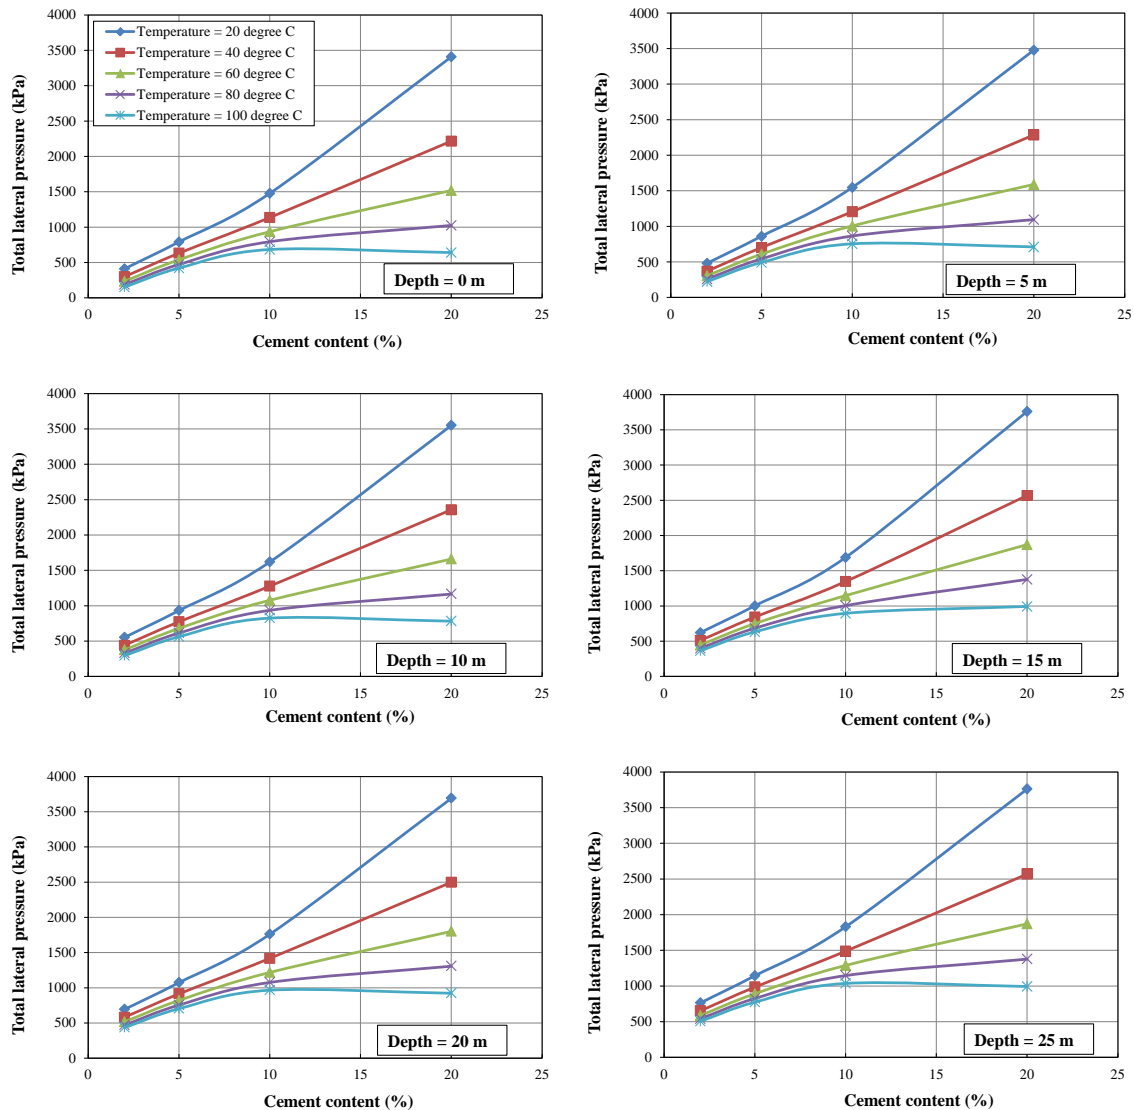 4000
3500
3000
2500
2000
1500
1000
500
0
Total lateral pressure (kPa)
Temperature = 20 degree C
Temperature = 40 degree C
Temperature = 60 degree C
Temperature = 80 degree C
Temperature = 100 degree C
Depth = 0 m
0 5 10 15 20 25
Cement content (%)
4000
3500
3000
2500
2000
1500
1000
500
0
Total lateral pressure (kPa)
Depth = 5 m
0 5 10 15 20 25
Cement content (%)
4000
3500
3000
2500
2000
1500
1000
500
0
Total lateral pressure (kPa)
Depth = 10 m
0 5 10 15 20 25
Cement content (%)
4000
3500
3000
2500
2000
1500
1000
500
0
Total lateral pressure (kPa)
Depth = 15 m
0 5 10 15 20 25
Cement content (%)
4000
3500
3000
2500
2000
1500
1000
500
0
Total lateral pressure (kPa)
Depth = 20 m
0 5 10 15 20 25
Cement content (%)
4000
3500
3000
2500
2000
1500
1000
500
0
Total lateral pressure (kPa)
Depth = 25 m
0 5 10 15 20 25
Cement content (%)